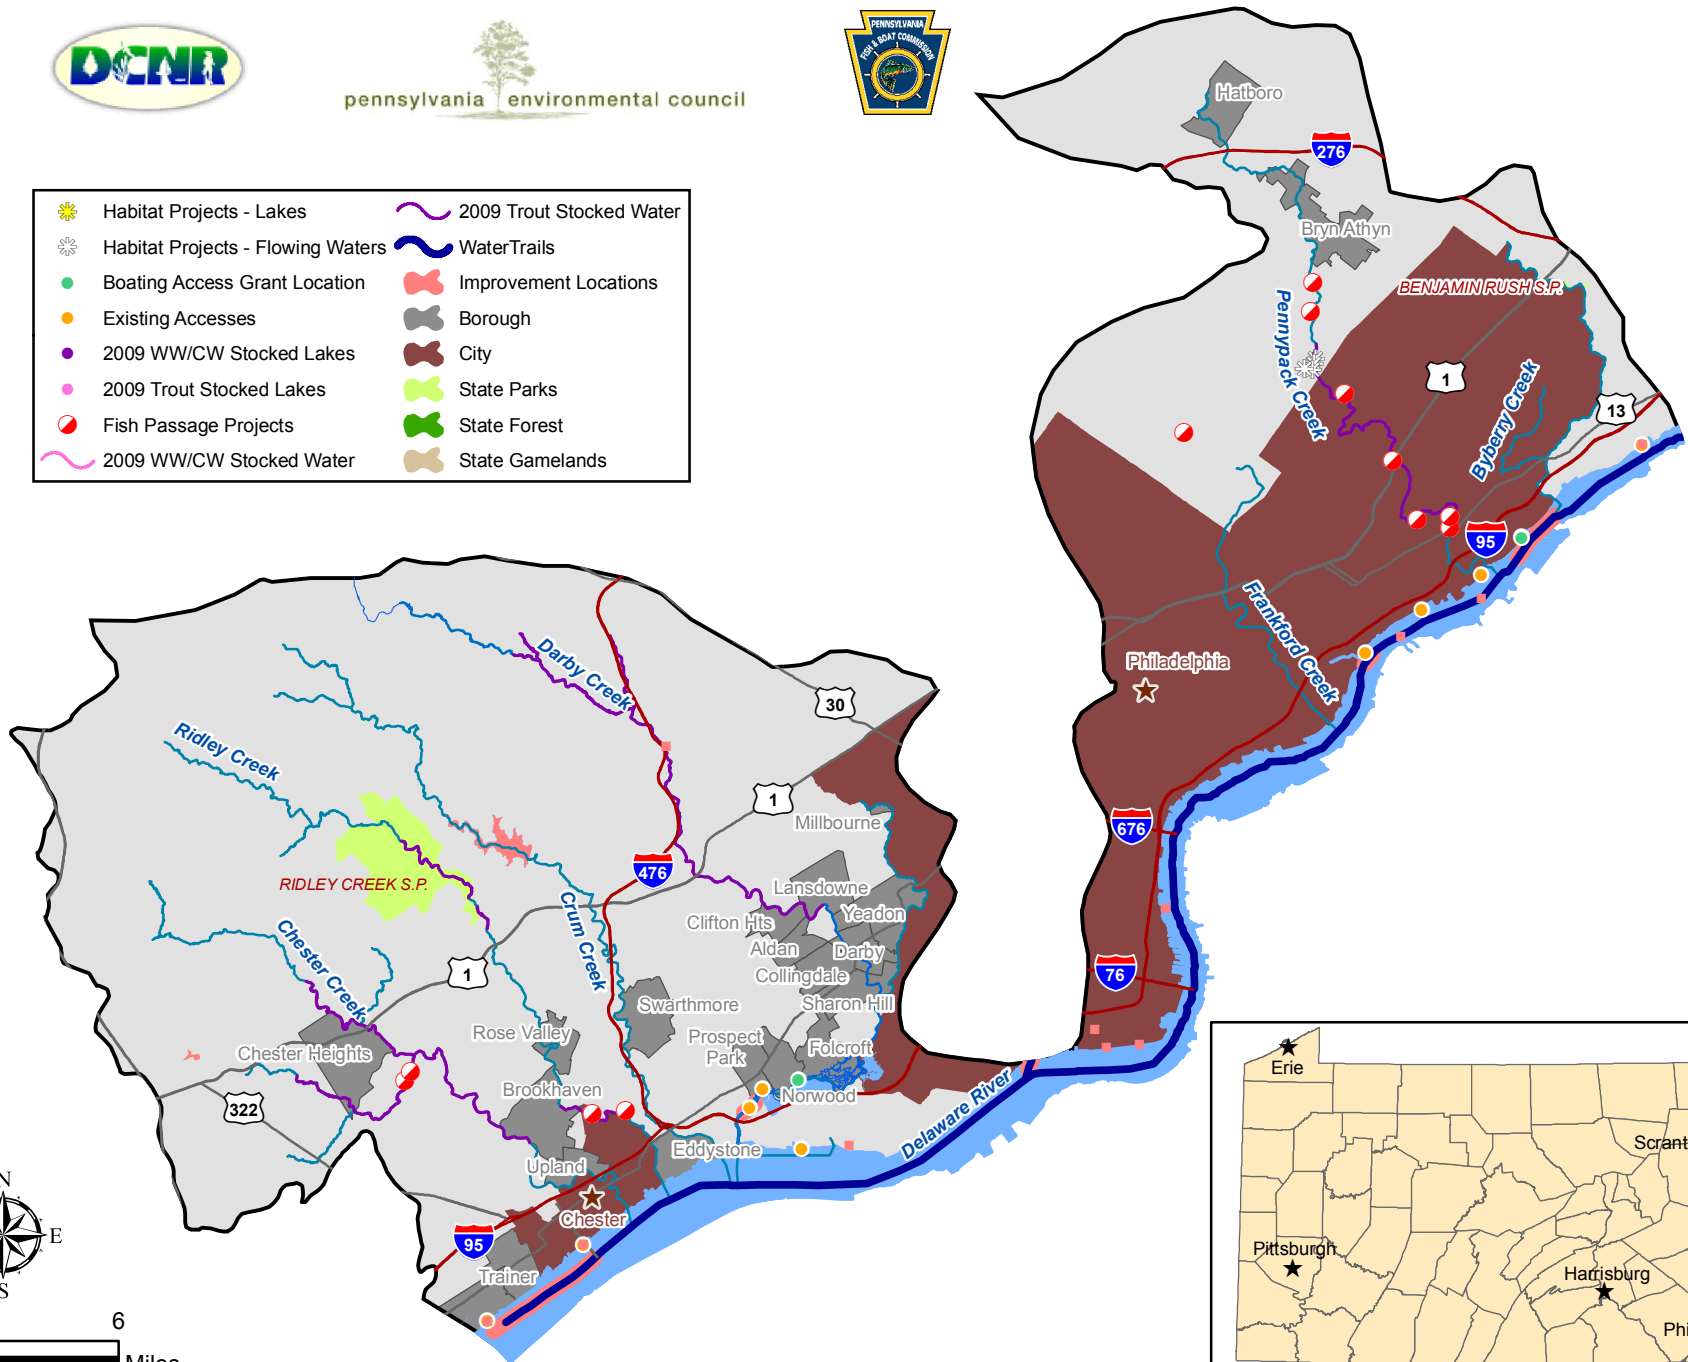 DCNR
pennsylvania environmental council
PENNSYLVANIA
FISH & BOAT COMMISSION
Habitat Projects - Lakes
Habitat Projects - Flowing Waters
Boating Access Grant Location
Existing Accesses
2009 WW/CW Stocked Lakes
2009 Trout Stocked Lakes
Fish Passage Projects
2009 WW/CW Stocked Water
2009 Trout Stocked Water
WaterTrails
Improvement Locations
Borough
City
State Parks
State Forest
State Gamelands
Hatboro
276
Bryn Athyn
BENJAMIN RUSH S.P.
Pennypack Creek
1
13
Byberry Creek
95
Frankford Creek
Philadelphia
Darby Creek
30
Ridley Creek
1
676
Millbourne
476
RIDLEY CREEK S.P.
Lansdowne
Crum Creek
Clifton Hts
Yeadon
Chester Creek
Aldan
Darby
1
Collingdale
76
Swarthmore
Sharon Hill
Rose Valley
Prospect
Park
Chester Heights
Folcroft
Brookhaven
Norwood
322
Delaware River
Eddystone
Upland
Chester
95
Trainer
N
E
S
6
Miles
Erie
Scrant
Pittsburgh
Harrisburg
Phi